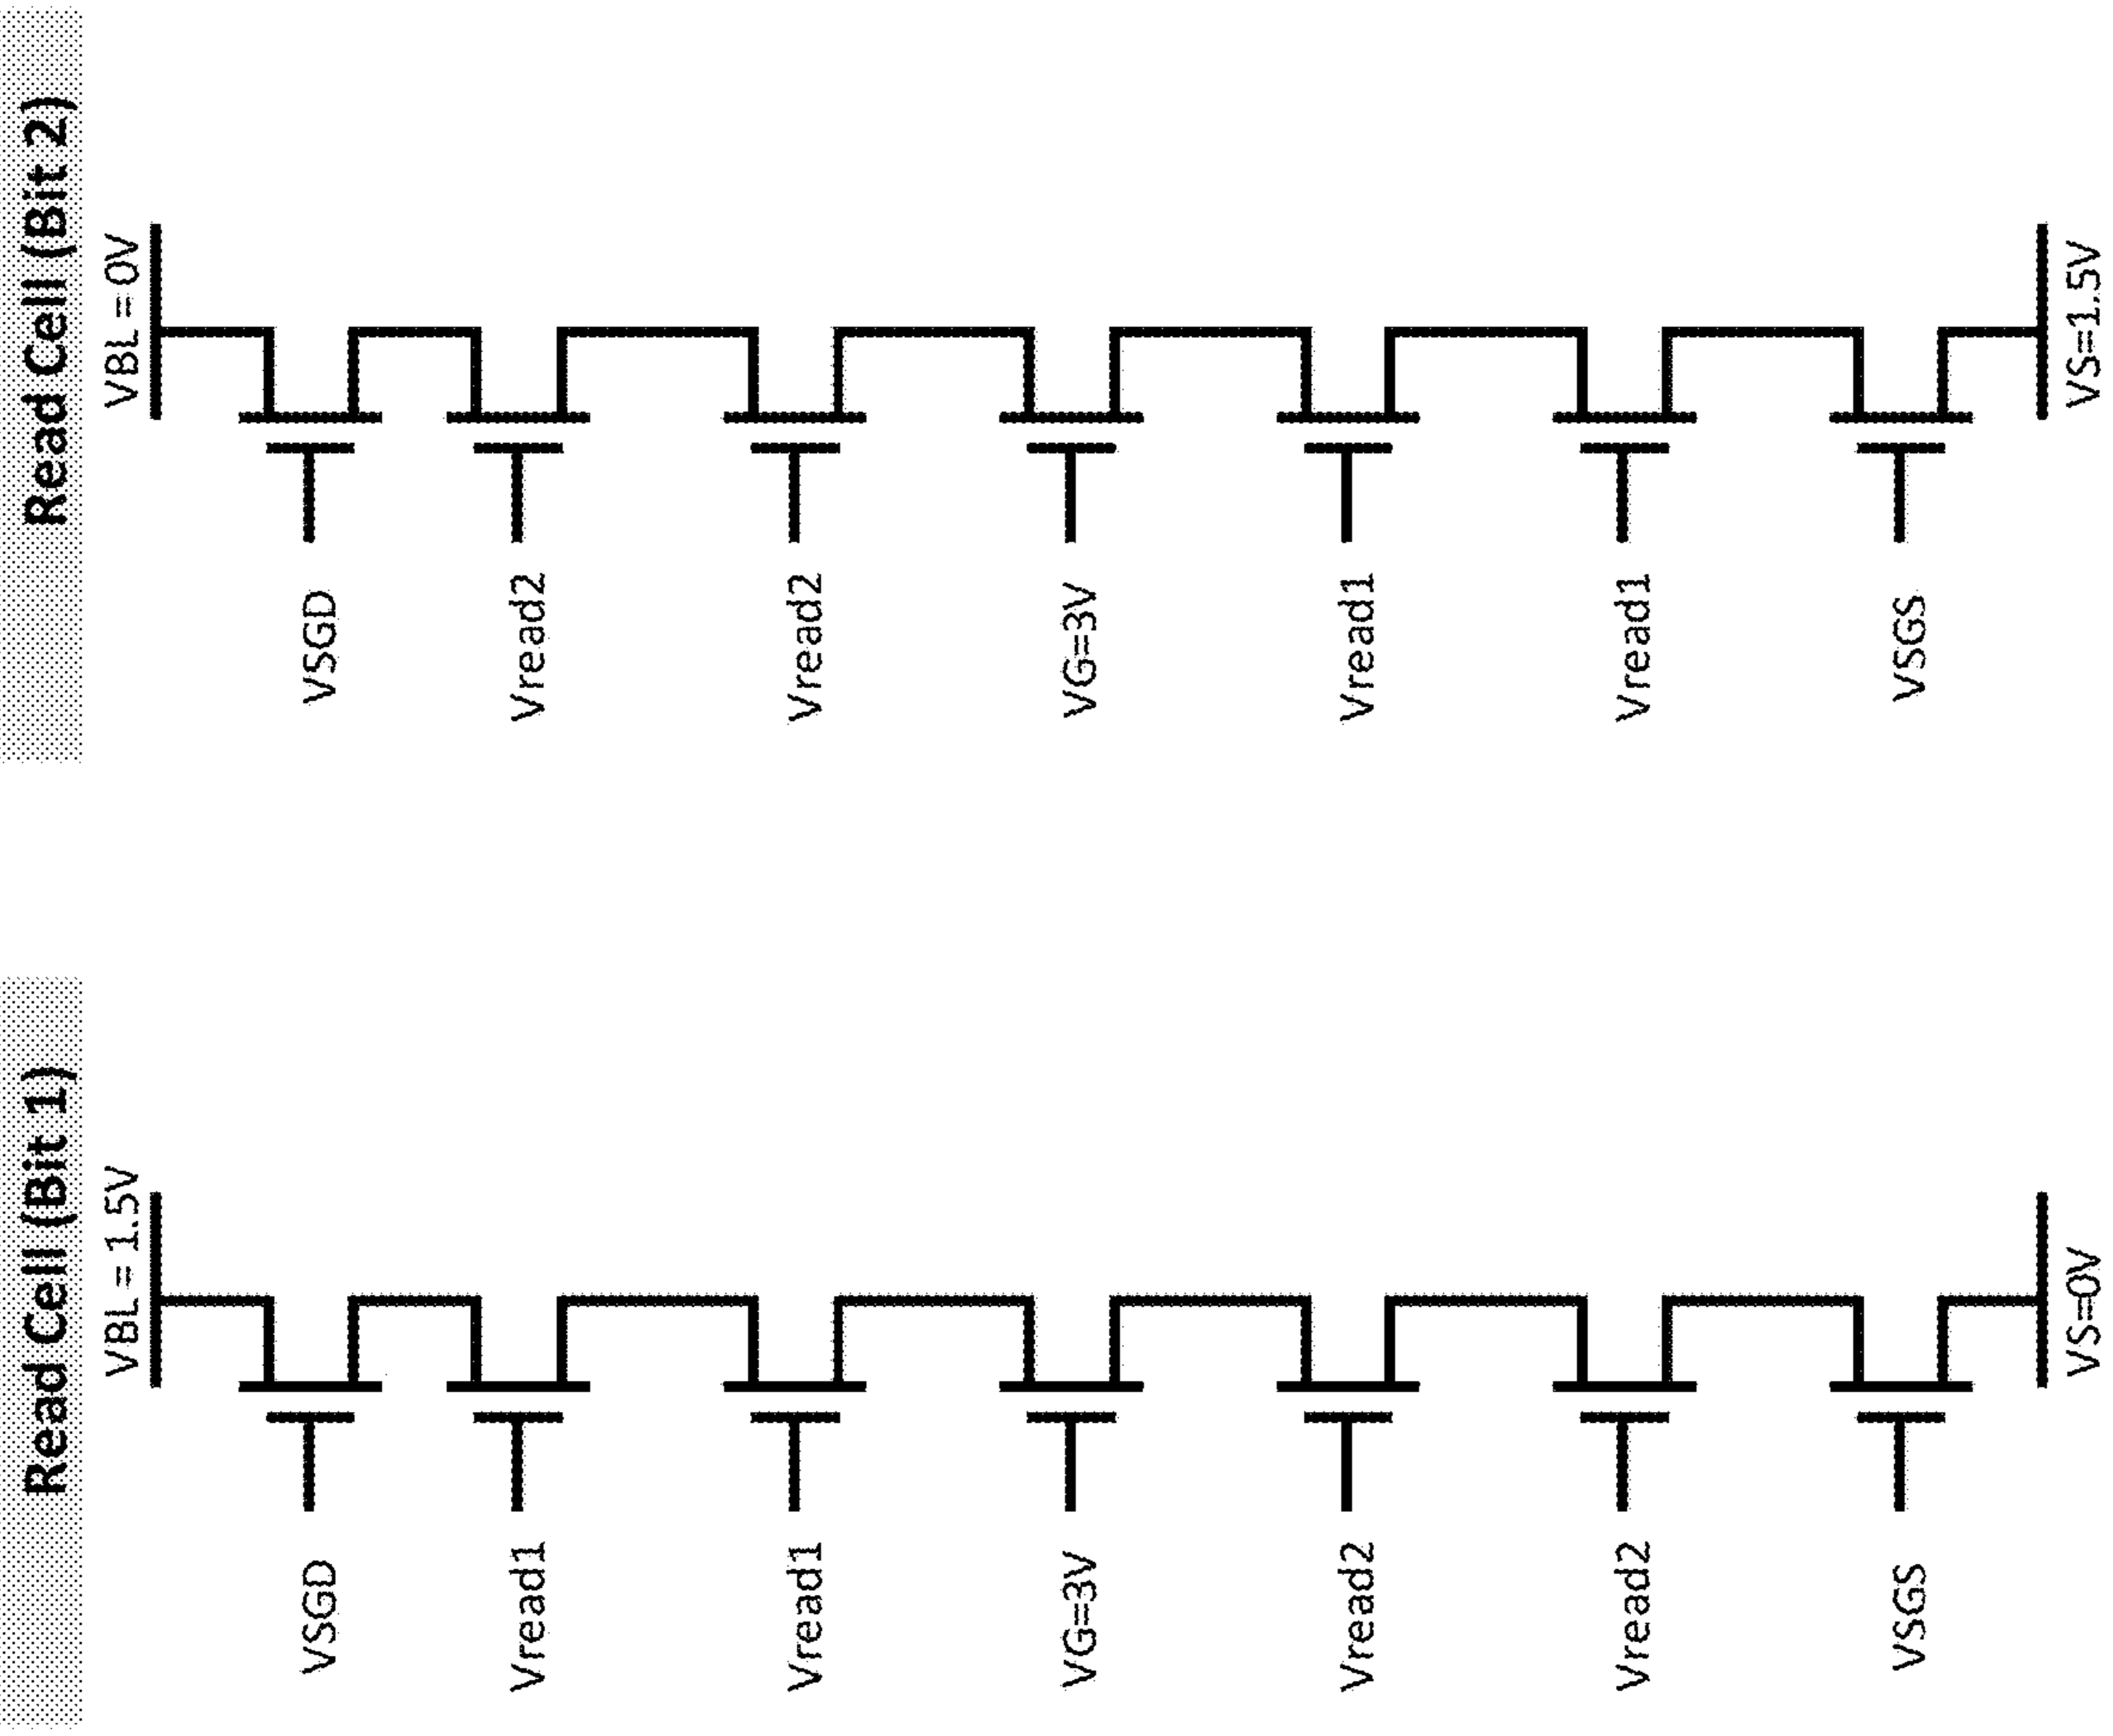 Read Cell (Bit 1)
VBL = 1.5V
VSGD
Vread1
Vread1
VG=3V
Vread2
Vread2
VSGS
VS=0V
Read Cell (Bit 2)
VBL = 0V
VSGD
Vread2
Vread2
VG=3V
Vread1
Vread1
VSGS
VS=1.5V